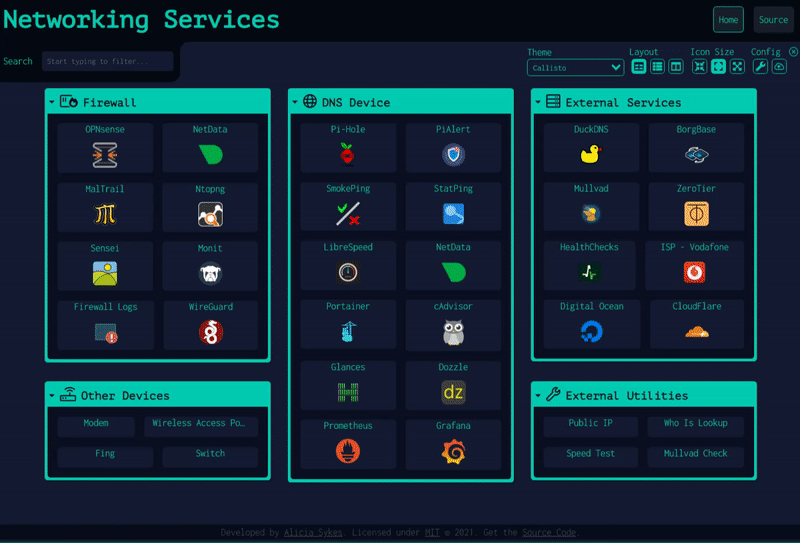 Networking Services
Home
Source
Search
Start typing to filter...
Theme
Callisto
Layout
Icon Size
Config
Firewall
OPNsense
NetData
MalTrail
Ntopng
Sensei
Monit
Firewall Logs
WireGuard
DNS Device
Pi-Hole
PiAlert
SmokePing
StatPing
LibreSpeed
NetData
Portainer
cAdvisor
Glances
Dozzle
dz
Prometheus
Grafana
External Services
DuckDNS
BorgBase
Mullvad
ZeroTier
HealthChecks
ISP - Vodafone
Digital Ocean
CloudFlare
Other Devices
Modem
Wireless Access Po…
Fing
Switch
External Utilities
Public IP
Who Is Lookup
Speed Test
Mullvad Check
Developed by Alicia Sykes. Licensed under MIT © 2021. Get the Source Code.